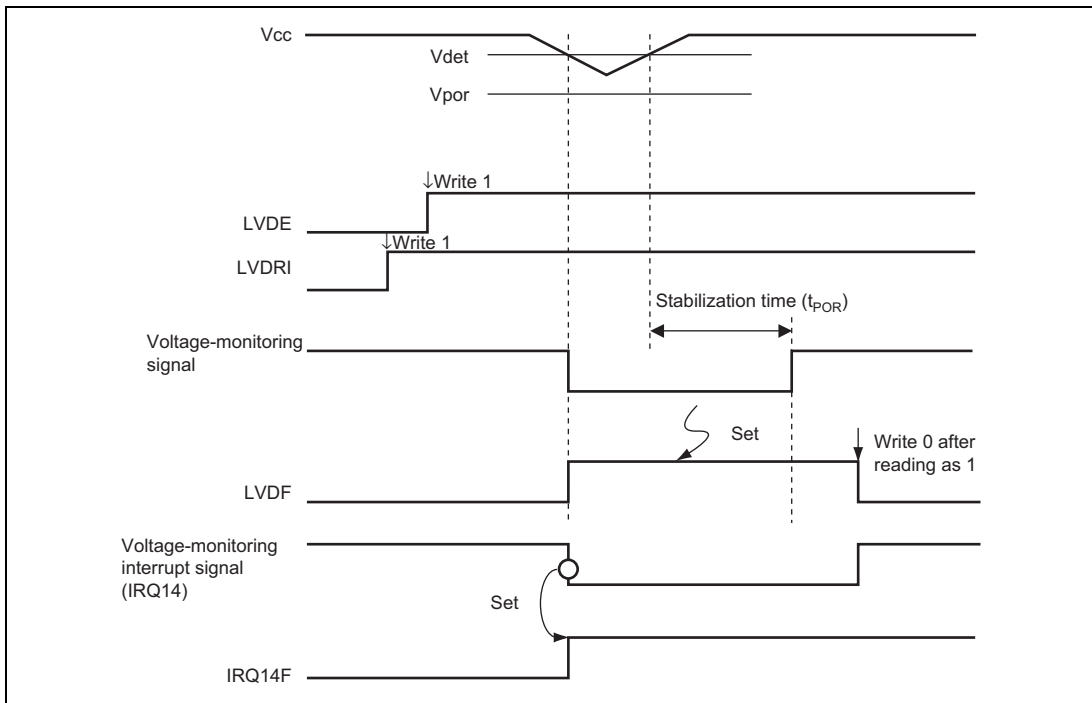 Vcc
Vdet
Vpor
↓Write 1
LVDE
↓Write 1
LVDRI
Stabilization time (tPOR)
Voltage-monitoring
signal
Set
Write 0 after
reading as 1
LVDF
Voltage-monitoring
interrupt signal
(IRQ14)
Set
IRQ14F